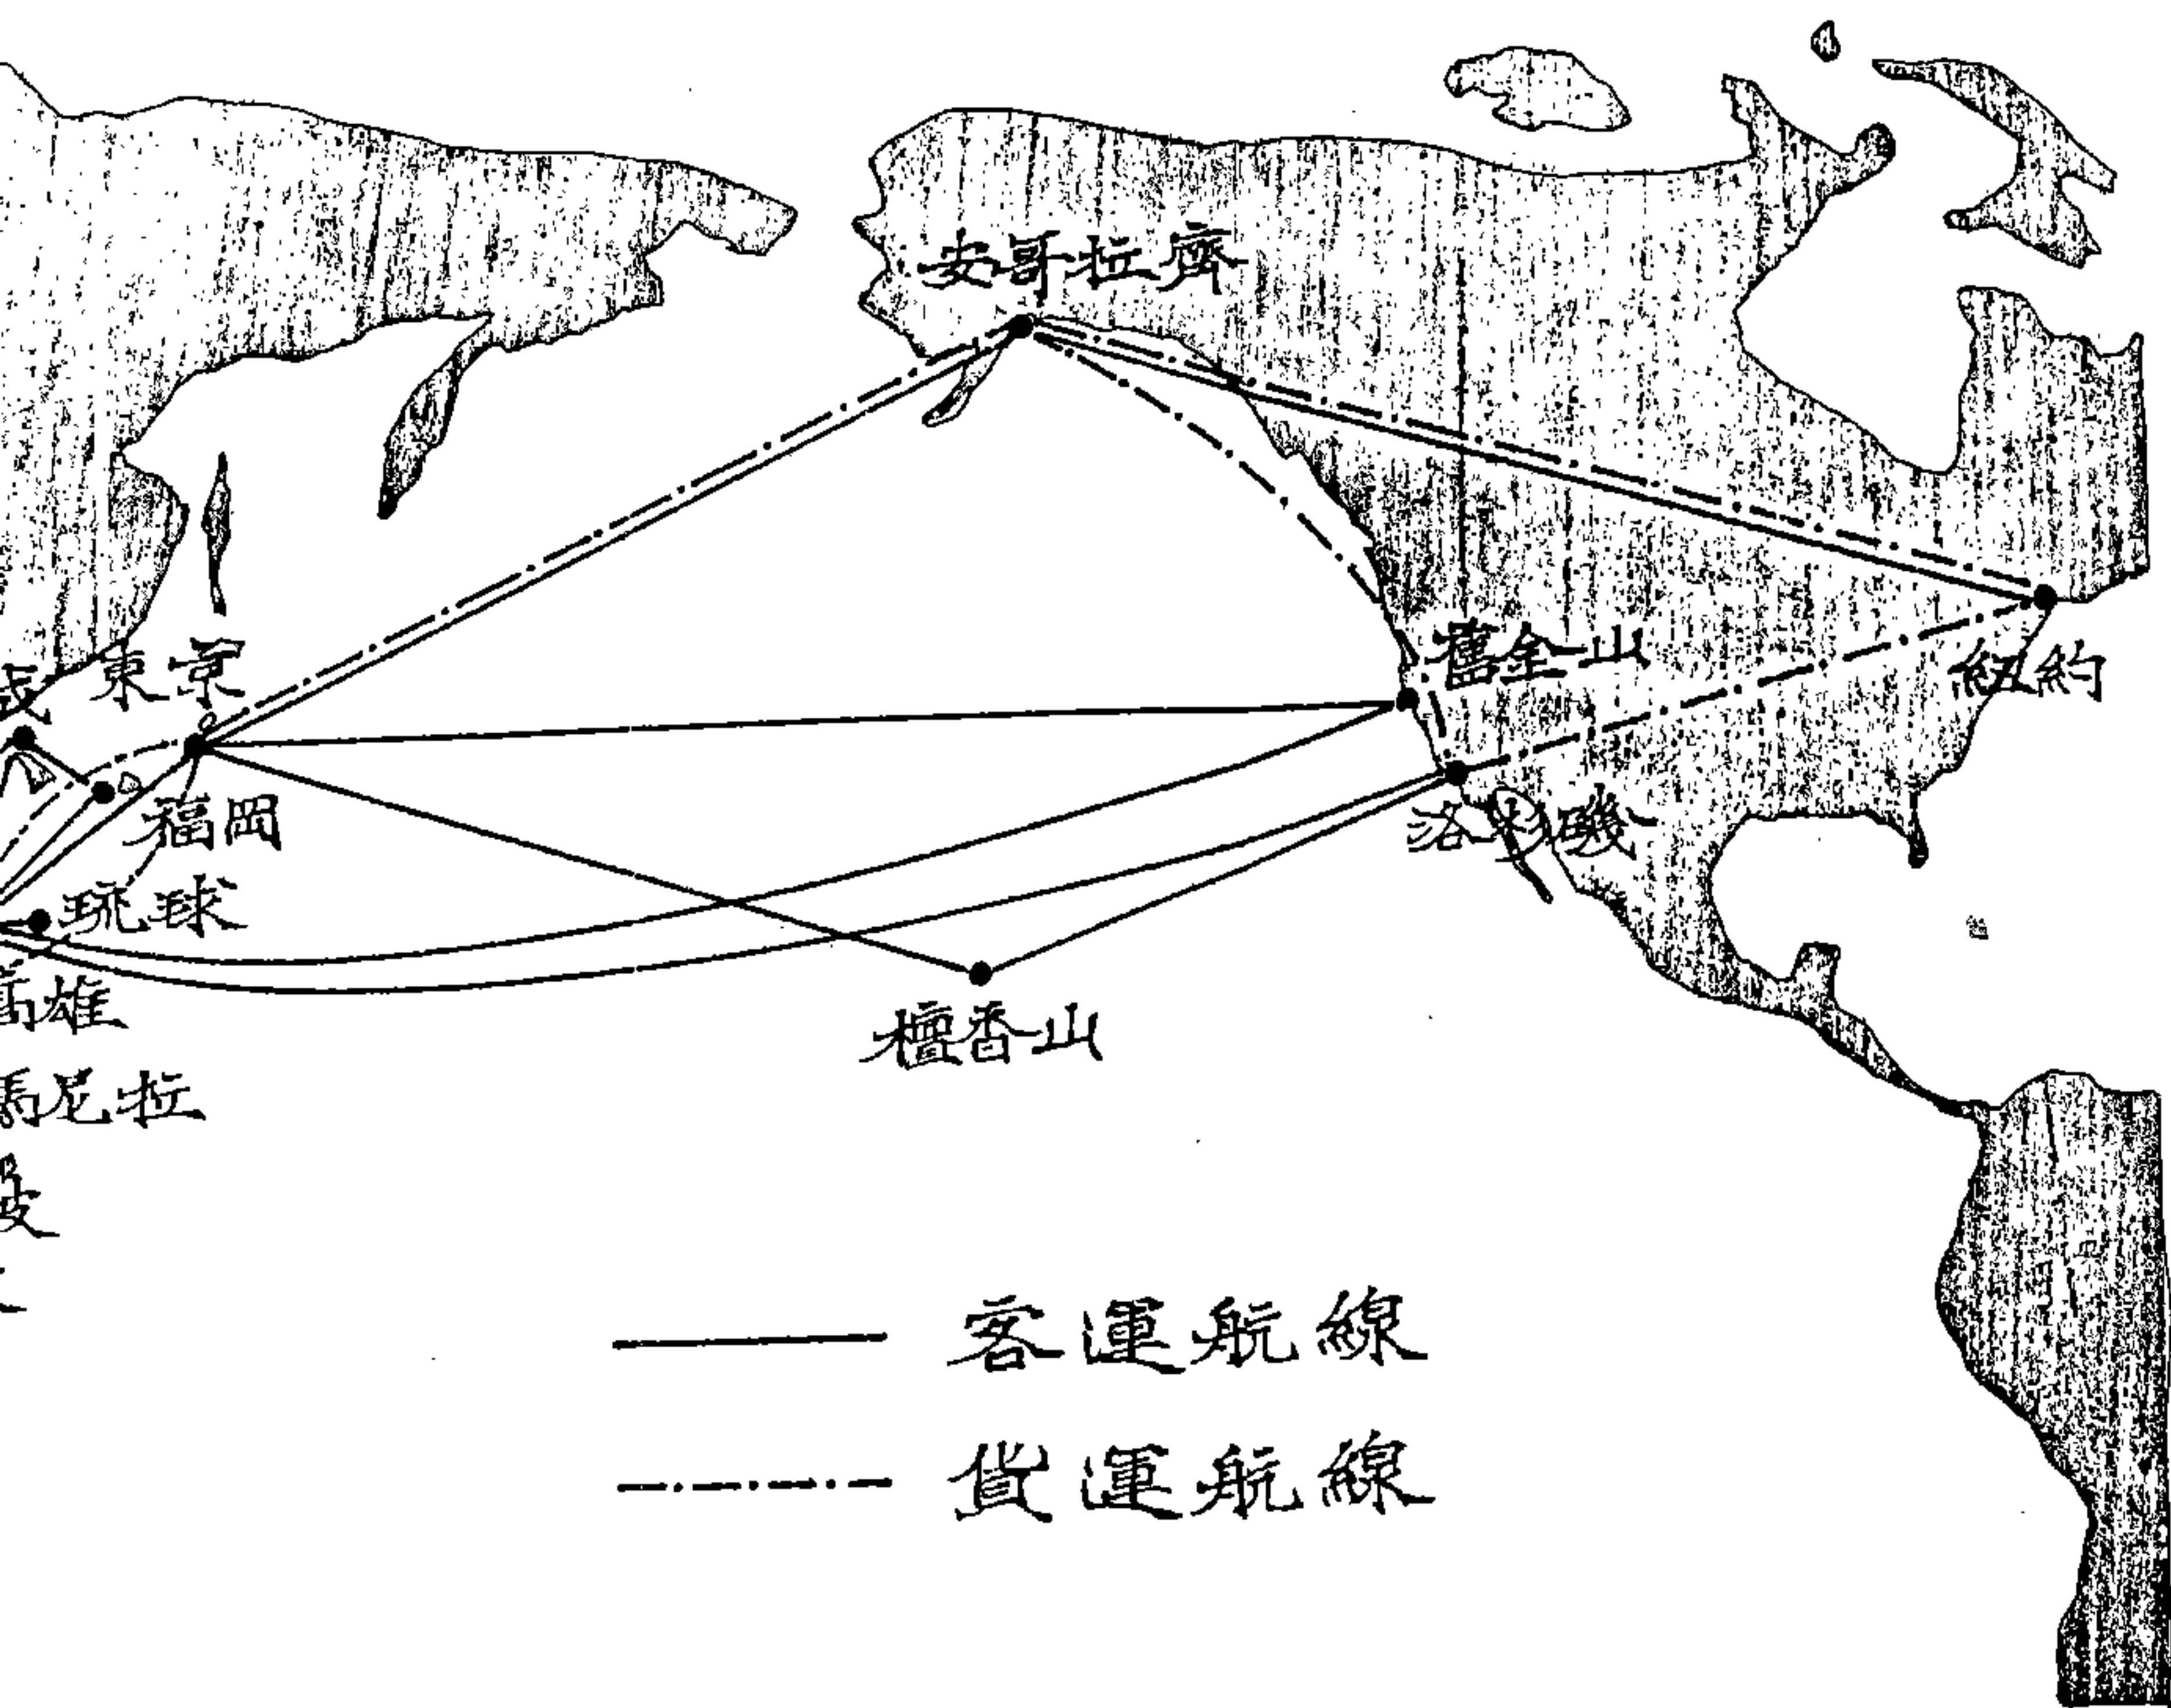 安哥拉齊
舊金山
紐約
東京
洛杉磯
福岡
琉球
高雄
檀香山
馬尼拉
客運航線
貨運航線